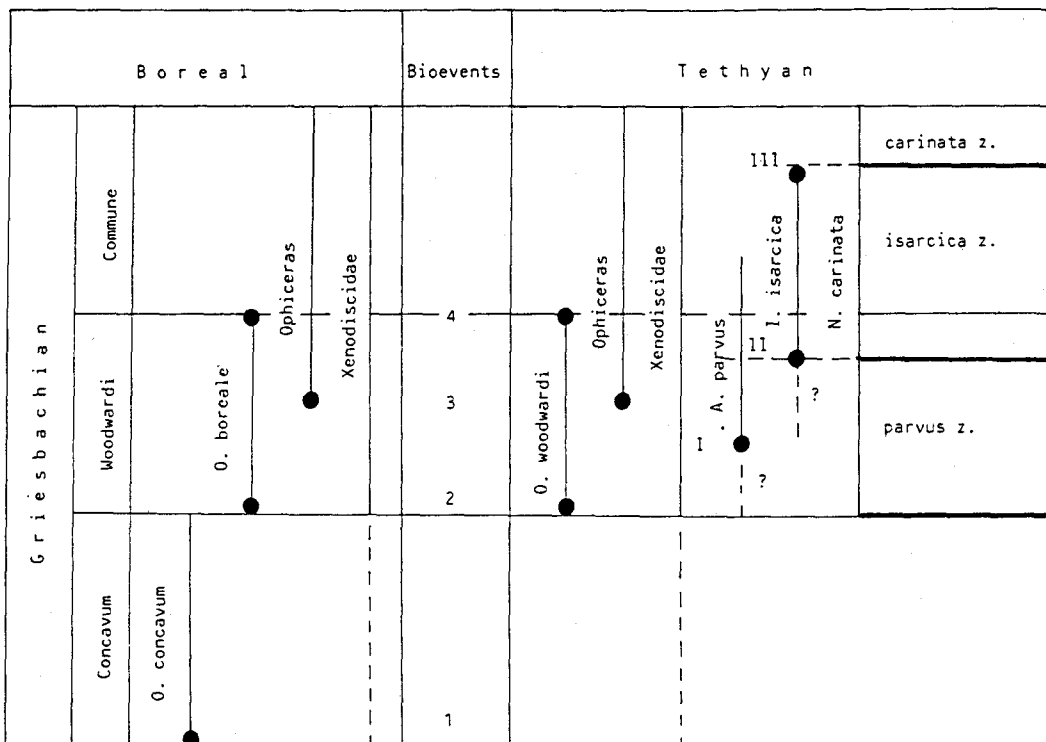 Boreal
Bioevents
Tethyan
Griesbachian
Commune
Woodwardi
Concavum
O. concavum
O. boreale
Ophiceras
Xenodiscidae
4
3
2
1
O. woodwardi
Ophiceras
Xenodiscidae
I
. A. parvus
?
II
III
I. isarcica
?
N. carinata
carinata z.
isarcica z.
parvus z.